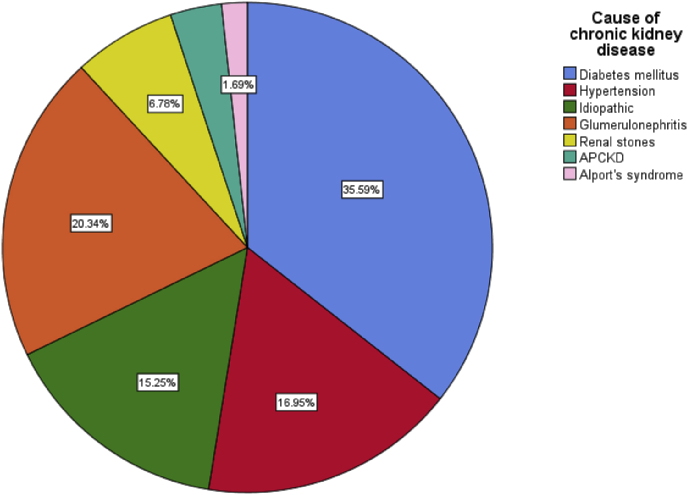 Cause of
chronic kidney
disease
Diabetes mellitus
Hypertension
Idiopathic
Glumerulonephritis
Renal stones
APCKD
Alport's syndrome
1.69%
6.78%
35.59%
20.34%
15.25%
16.95%